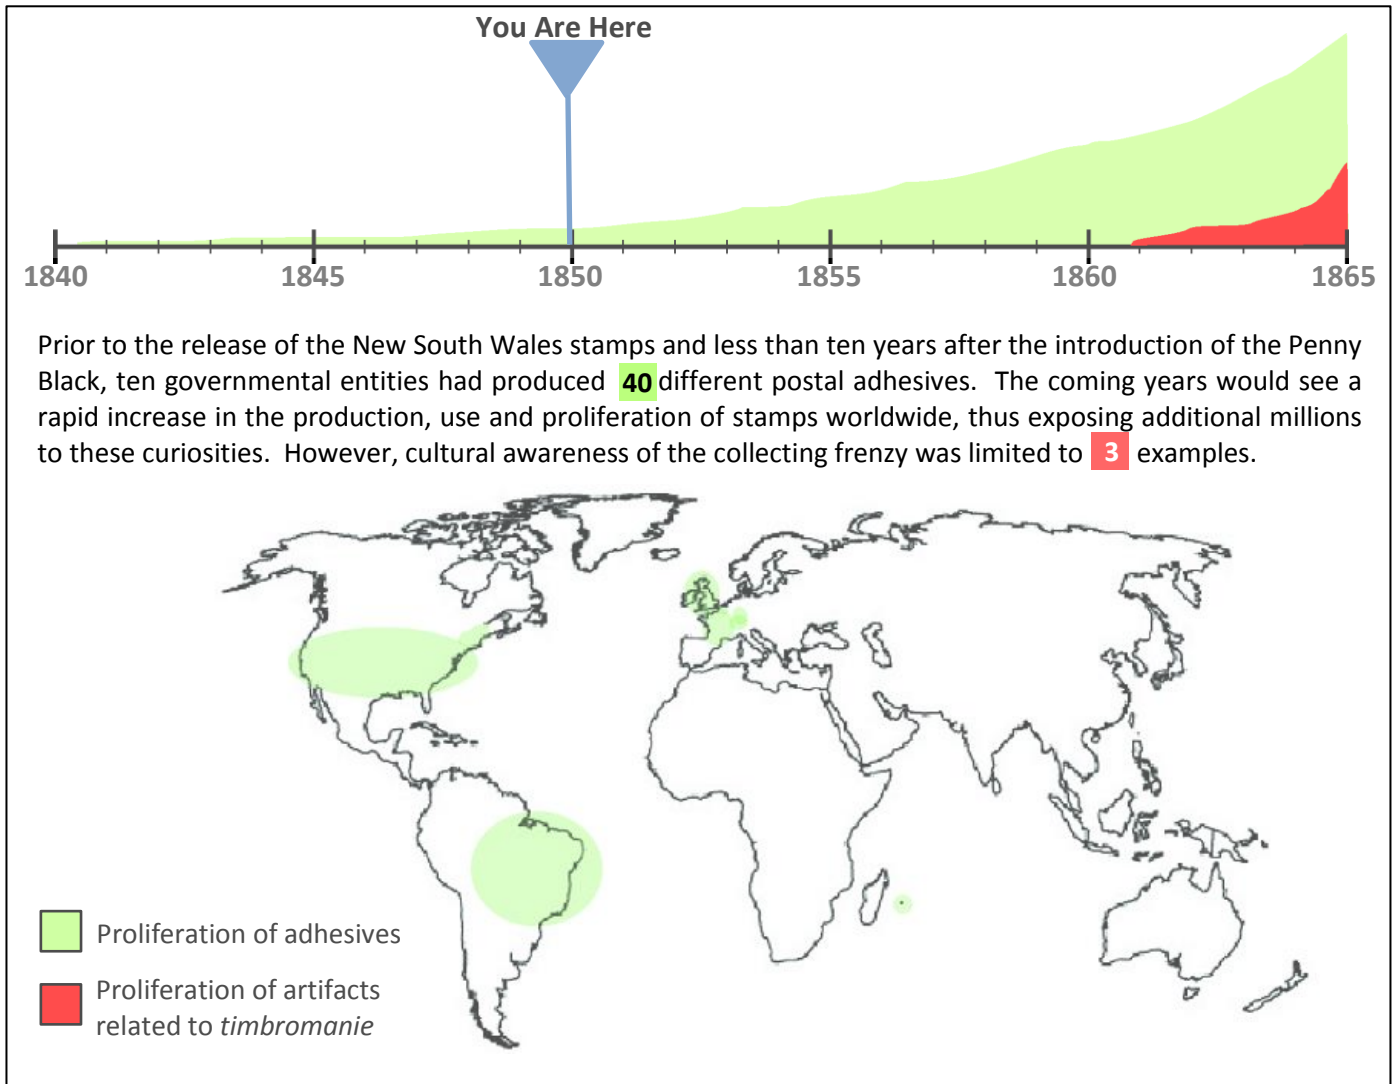 You Are Here
1840 1845 1850 1855 1860 1865
Prior to the release of the New South Wales stamps and less than ten years after the introduction of the Penny
Black, ten governmental entities had produced 40 different postal adhesives. The coming years would see a
rapid increase in the production, use and proliferation of stamps worldwide, thus exposing additional millions
to these curiosities. However, cultural awareness of the collecting frenzy was limited to 3 examples.
Proliferation of adhesives
Proliferation of artifacts
related to timbromanie